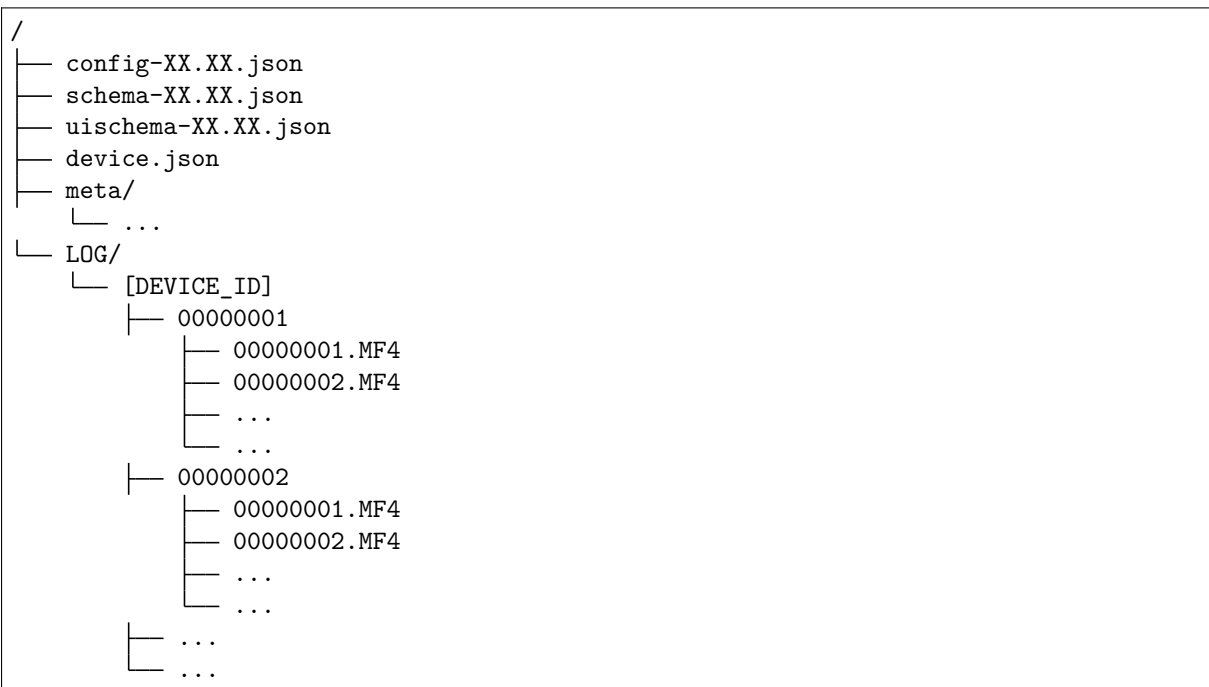 /
├── config-XX.XX.json
├── schema-XX.XX.json
├── uischema-XX.XX.json
├── device.json
├── meta/
    └── ...
└── LOG/
    └── [DEVICE_ID]
        ├── 00000001
            ├── 00000001.MF4
            ├── 00000002.MF4
            ├── ...
            └── ...
        ├── 00000002
            ├── 00000001.MF4
            ├── 00000002.MF4
            ├── ...
            └── ...
        ├── ...
        └── ...